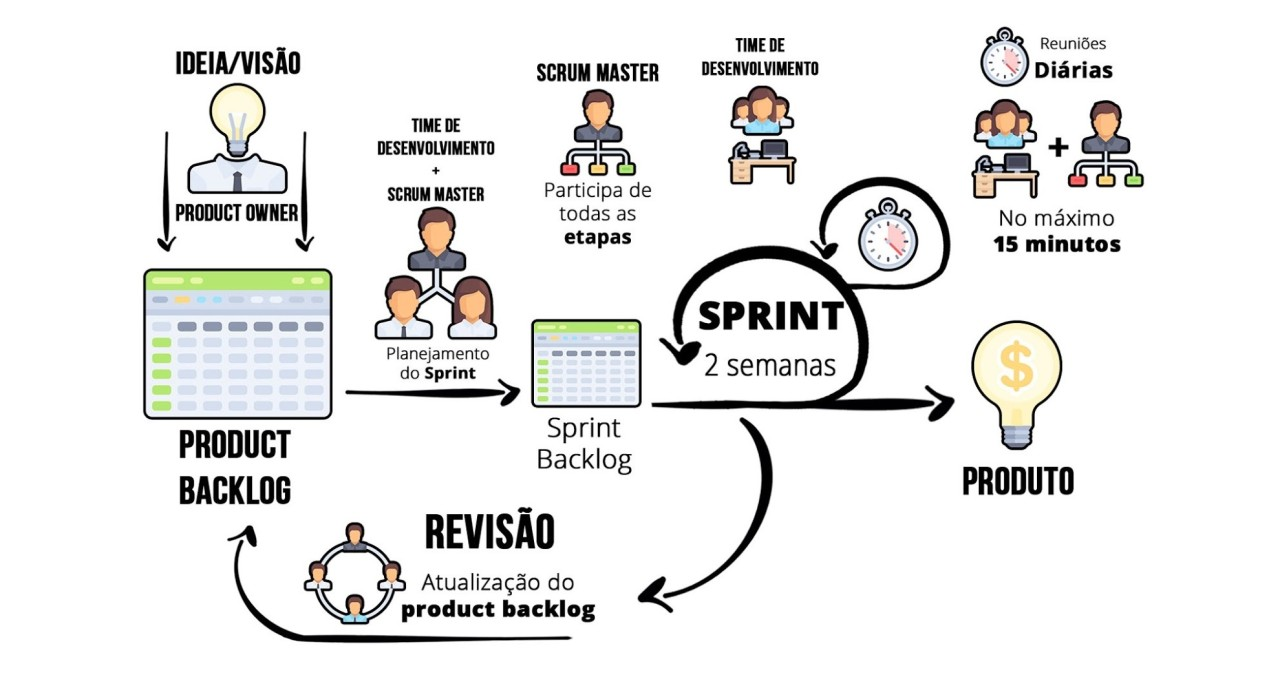 IDEIA/VISÃO
PRODUCT OWNER
PRODUCT
BACKLOG
TIME DE
DESENVOLVIMENTO
+
SCRUM MASTER
Planejamento
do Sprint
SCRUM MASTER
Participa de
todas as
etapas
Sprint
Backlog
TIME DE
DESENVOLVIMENTO
SPRINT
2 semanas
Reuniões
Diárias
+
No máximo
15 minutos
$
PRODUTO
REVISÃO
Atualização do
product backlog